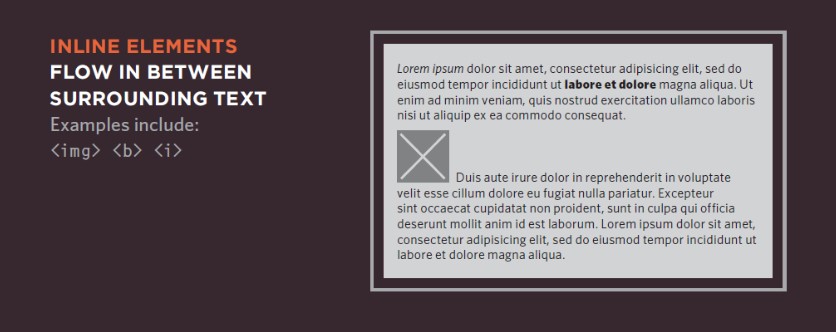 INLINE ELEMENTS
FLOW IN BETWEEN
SURROUNDING TEXT
Examples include:
<img> <b> <i>
Lorem ipsum dolor sit amet, consectetur adipisicing elit, sed do
eiusmod tempor incididunt ut labore et dolore magna aliqua. Ut
enim ad minim veniam, quis nostrud exercitation ullamco laboris
nisi ut aliquip ex ea commodo consequat.
Duis aute irure dolor in reprehenderit in voluptate
velit esse cillum dolore eu fugiat nulla pariatur. Excepteur
sint occaecat cupidatat non proident, sunt in culpa qui officia
deserunt mollit anim id est laborum. Lorem ipsum dolor sit amet,
consectetur adipisicing elit, sed do eiusmod tempor incididunt ut
labore et dolore magna aliqua.